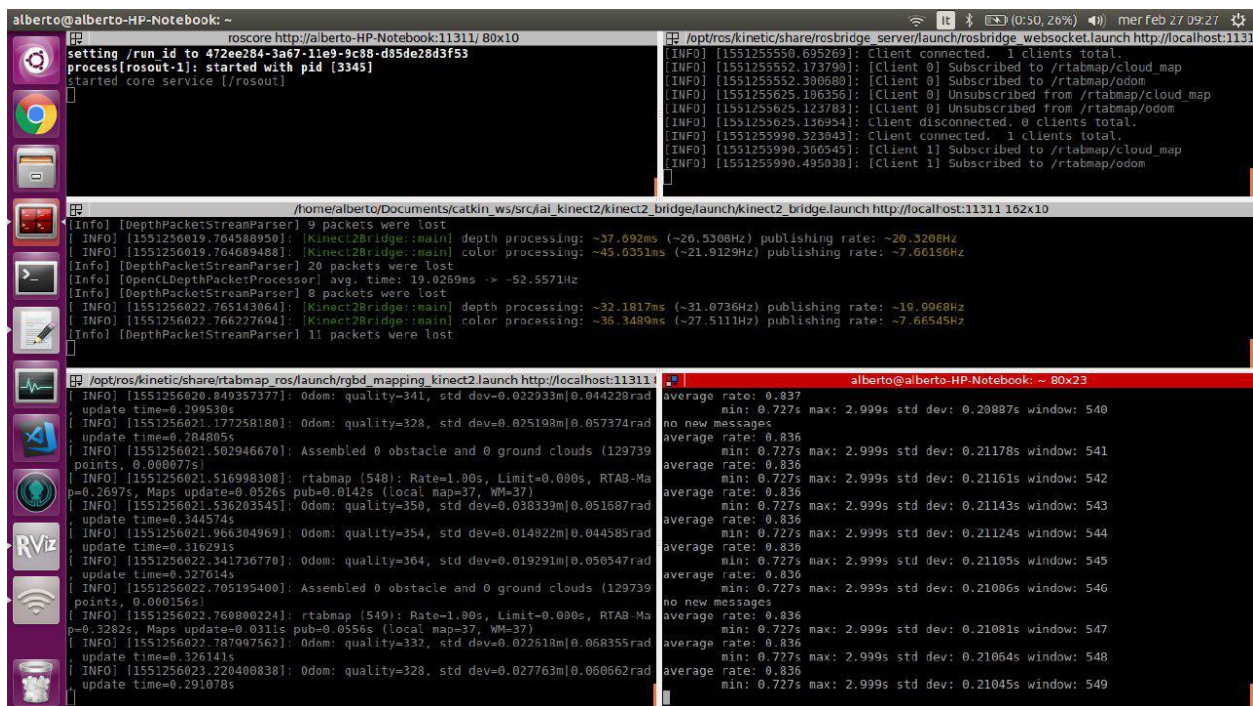 alberto@alberto-HP-Notebook: ~
It (0:50, 26%) mer feb 27 09:27
roscore http://alberto-HP-Notebook:11311/ 80x10
setting /run_id to 472ee284-3a67-11e9-9c88-d85de28d3f53
process[rosout-1]: started with pid [3345]
started core service [/rosout]
/opt/ros/kinetic/share/rosbridge_server/launch/rosbridge_websocket.launch http://localhost:1131
[INFO] [1551255550.695269]: Client connected.  1 clients total.
[INFO] [1551255552.173790]: [Client 0] Subscribed to /rtabmap/cloud_map
[INFO] [1551255552.300680]: [Client 0] Subscribed to /rtabmap/odom
[INFO] [1551255625.106356]: [Client 0] Unsubscribed from /rtabmap/cloud_map
[INFO] [1551255625.123783]: [Client 0] Unsubscribed from /rtabmap/odom
[INFO] [1551255625.136954]: Client disconnected. 0 clients total.
[INFO] [1551255990.323043]: Client connected.  1 clients total.
[INFO] [1551255990.366545]: [Client 1] Subscribed to /rtabmap/cloud_map
[INFO] [1551255990.495038]: [Client 1] Subscribed to /rtabmap/odom
/home/alberto/Documents/catkin_ws/src/iai_kinect2/kinect2_bridge/launch/kinect2_bridge.launch http://localhost:11311 162x10
[Info] [DepthPacketStreamParser] 9 packets were lost
[ INFO] [1551256019.764588950]: [Kinect2Bridge::main] depth processing: ~37.692ms (~26.5308Hz) publishing rate: ~20.3208Hz
[ INFO] [1551256019.764689488]: [Kinect2Bridge::main] color processing: ~45.6351ms (~21.9129Hz) publishing rate: ~7.66196Hz
[Info] [DepthPacketStreamParser] 20 packets were lost
[Info] [OpenCLDepthPacketProcessor] avg. time: 19.0269ms -> ~52.5571Hz
[Info] [DepthPacketStreamParser] 8 packets were lost
[ INFO] [1551256022.765143064]: [Kinect2Bridge::main] depth processing: ~32.1817ms (~31.0736Hz) publishing rate: ~19.9968Hz
[ INFO] [1551256022.766227694]: [Kinect2Bridge::main] color processing: ~36.3489ms (~27.5111Hz) publishing rate: ~7.66545Hz
[Info] [DepthPacketStreamParser] 11 packets were lost
/opt/ros/kinetic/share/rtabmap_ros/launch/rgbd_mapping_kinect2.launch http://localhost:11311 8
[ INFO] [1551256020.849357377]: Odom: quality=341, std dev=0.022933m|0.044228rad
, update time=0.299530s
[ INFO] [1551256021.177258180]: Odom: quality=328, std dev=0.025198m|0.057374rad
, update time=0.284805s
[ INFO] [1551256021.502946670]: Assembled 0 obstacle and 0 ground clouds (129739
points, 0.000077s)
[ INFO] [1551256021.516998308]: rtabmap (548): Rate=1.00s, Limit=0.000s, RTAB-Ma
p=0.2697s, Maps update=0.0526s pub=0.0142s (local map=37, WM=37)
[ INFO] [1551256021.536203545]: Odom: quality=350, std dev=0.038339m|0.051687rad
, update time=0.344574s
[ INFO] [1551256021.966304969]: Odom: quality=354, std dev=0.014022m|0.044585rad
, update time=0.316291s
[ INFO] [1551256022.341736770]: Odom: quality=364, std dev=0.019291m|0.050547rad
, update time=0.327614s
[ INFO] [1551256022.705195400]: Assembled 0 obstacle and 0 ground clouds (129739
points, 0.000156s)
[ INFO] [1551256022.760800224]: rtabmap (549): Rate=1.00s, Limit=0.000s, RTAB-Ma
p=0.3282s, Maps update=0.0311s pub=0.0556s (local map=37, WM=37)
[ INFO] [1551256022.787997562]: Odom: quality=332, std dev=0.022618m|0.068355rad
, update time=0.326141s
[ INFO] [1551256023.220400838]: Odom: quality=328, std dev=0.027763m|0.060662rad
, update time=0.291078s
alberto@alberto-HP-Notebook: ~ 80x23
average rate: 0.837
min: 0.727s max: 2.999s std dev: 0.20887s window: 540
no new messages
average rate: 0.836
min: 0.727s max: 2.999s std dev: 0.21178s window: 541
average rate: 0.836
min: 0.727s max: 2.999s std dev: 0.21161s window: 542
average rate: 0.836
min: 0.727s max: 2.999s std dev: 0.21143s window: 543
average rate: 0.836
min: 0.727s max: 2.999s std dev: 0.21124s window: 544
average rate: 0.836
min: 0.727s max: 2.999s std dev: 0.21105s window: 545
average rate: 0.836
min: 0.727s max: 2.999s std dev: 0.21086s window: 546
no new messages
average rate: 0.836
min: 0.727s max: 2.999s std dev: 0.21081s window: 547
average rate: 0.836
min: 0.727s max: 2.999s std dev: 0.21064s window: 548
average rate: 0.836
min: 0.727s max: 2.999s std dev: 0.21045s window: 549
RViz